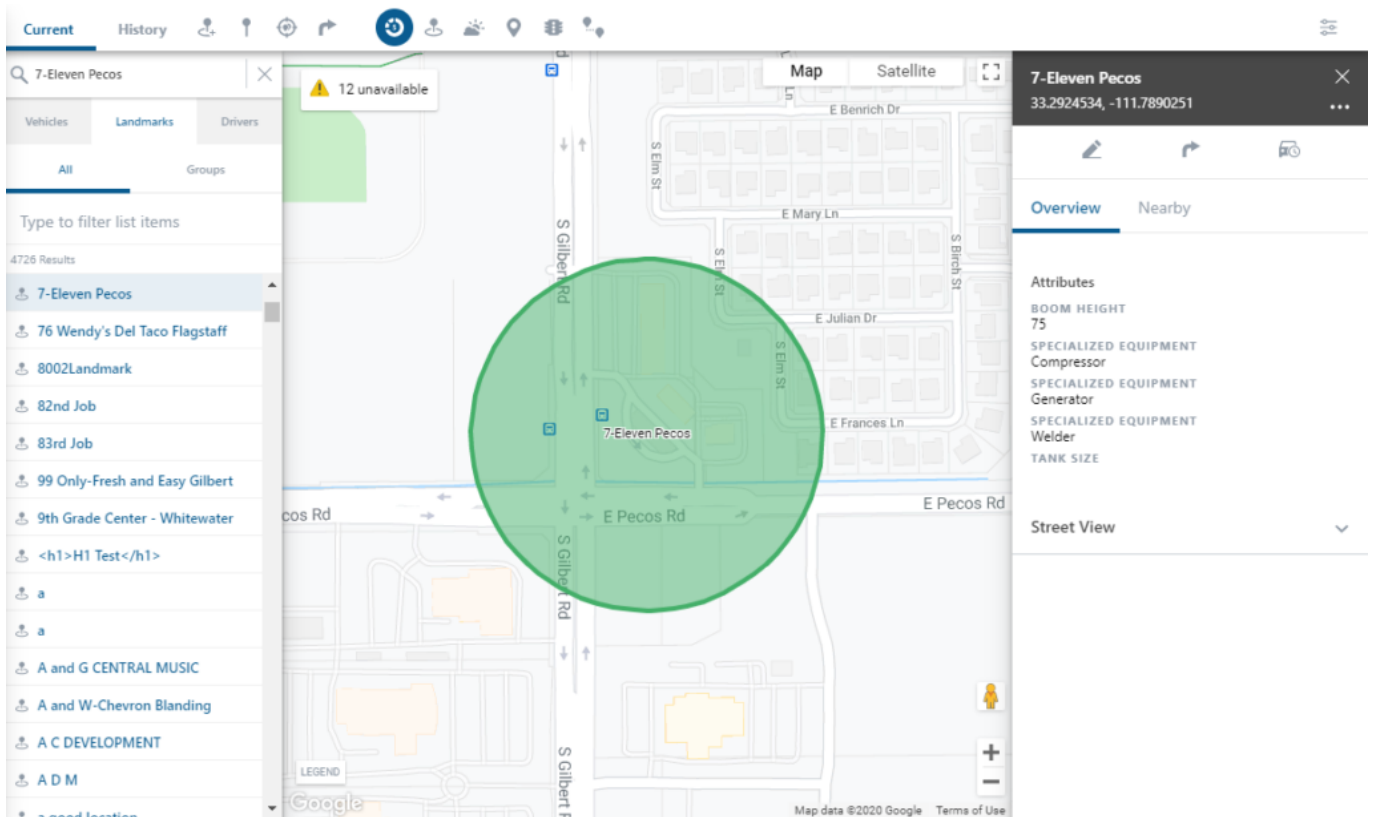 Current
History
7-Eleven Pecos
Vehicles
Landmarks
Drivers
All
Groups
Type to filter list items
4726 Results
7-Eleven Pecos
76 Wendy's Del Taco Flagstaff
8002Landmark
82nd Job
83rd Job
99 Only-Fresh and Easy Gilbert
9th Grade Center - Whitewater
<h1>H1 Test</h1>
a
a
A and G CENTRAL MUSIC
A and W-Chevron Blanding
A C DEVELOPMENT
A D M
a good location
12 unavailable
Map
Satellite
Ln
E Benrich Dr
S Elm St
E Mary Ln
S Gilbert Rd
S Elm St
S Birch St
E Julian Dr
S Elm St
7-Eleven Pecos
E Frances Ln
cos Rd
E Pecos Rd
E Pecos Rd
S Gilbert Rd
S Gilbert R
LEGEND
Google
Map data ©2020 Google
Terms of Use
7-Eleven Pecos
33.2924534, -111.7890251
Overview
Nearby
Attributes
BOOM HEIGHT
75
SPECIALIZED EQUIPMENT
Compressor
SPECIALIZED EQUIPMENT
Generator
SPECIALIZED EQUIPMENT
Welder
TANK SIZE
Street View